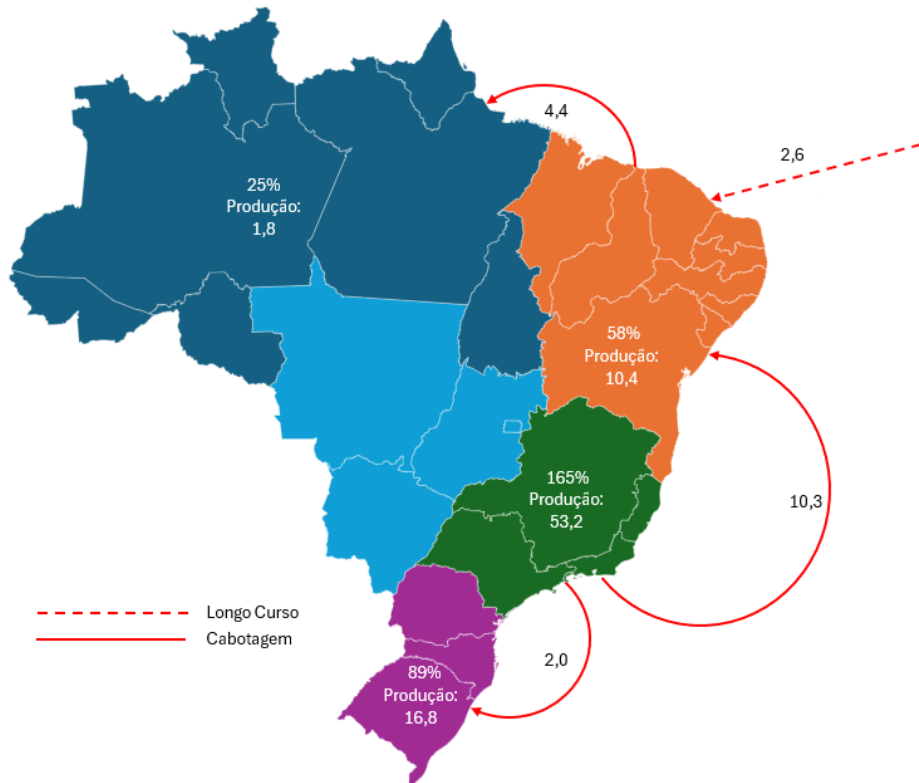 4,4
2,6
25%
Produção:
1,8
58%
Produção:
10,4
165%
Produção:
53,2
10,3
Longo Curso
Cabotagem
2,0
89%
Produção:
16,8